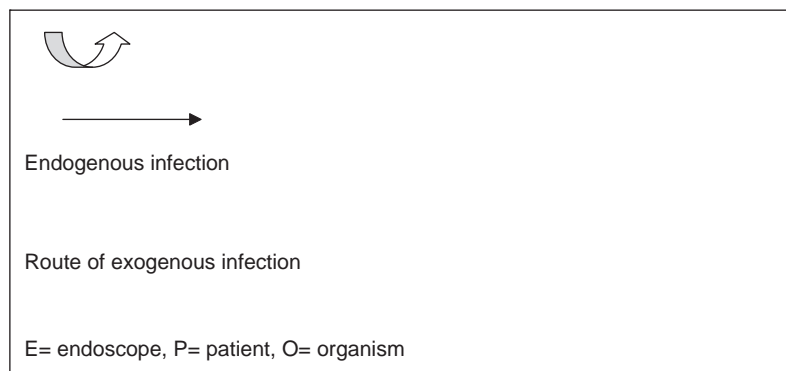 Endogenous infection
Route of exogenous infection
E= endoscope, P= patient, O= organism